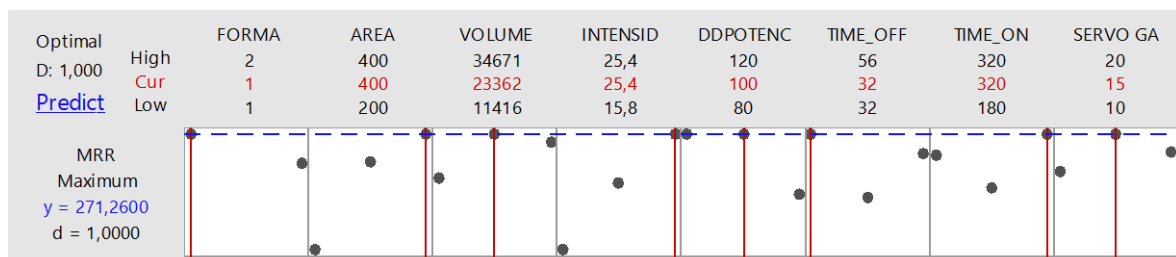 Optimal
D: 1,000
Predict
High
Cur
Low
FORMA AREA VOLUME INTENSID DDPOTENC TIME_OFF TIME_ON SERVO GA
2 400 34671 25,4 120 56 320 20
1 400 23362 25,4 100 32 320 15
1 200 11416 15,8 80 32 180 10
MRR
Maximum
y = 271,2600
d = 1,0000